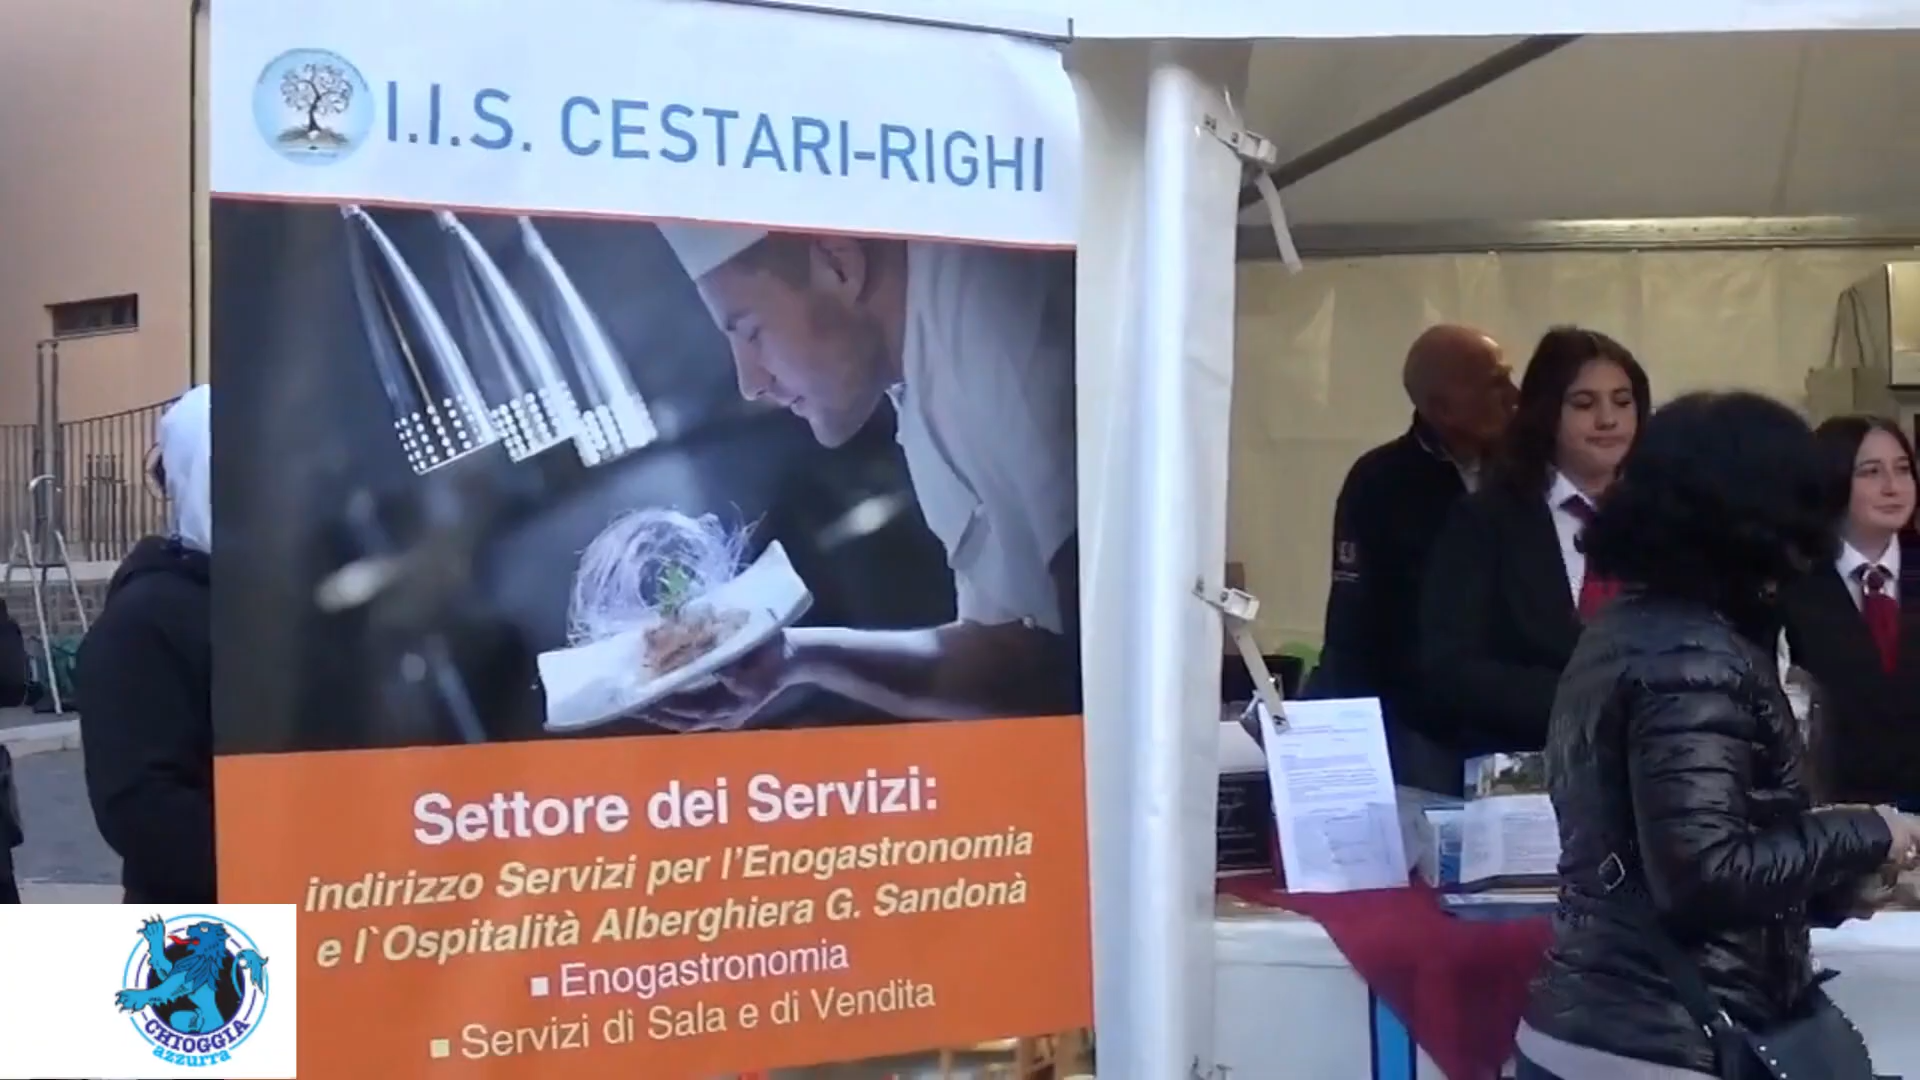 I.I.S. CESTARI-RIGHI
Settore dei Servizi:
indirizzo Servizi per l'Enogastronomia
e l`Ospitalità Alberghiera G. Sandonà
▪ Enogastronomia
▪ Servizi di Sala e di Vendita
CHIOGGIA
azzurra